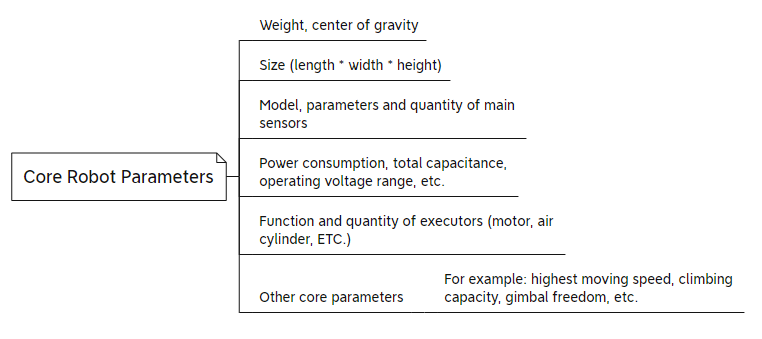 Weight, center of gravity
Size (length * width * height)
Model, parameters and quantity of main
sensors
Core Robot Parameters
Power consumption, total capacitance,
operating voltage range, etc.
Function and quantity of executors (motor, air
cylinder, ETC.)
Other core parameters
For example: highest moving speed, climbing
capacity, gimbal freedom, etc.